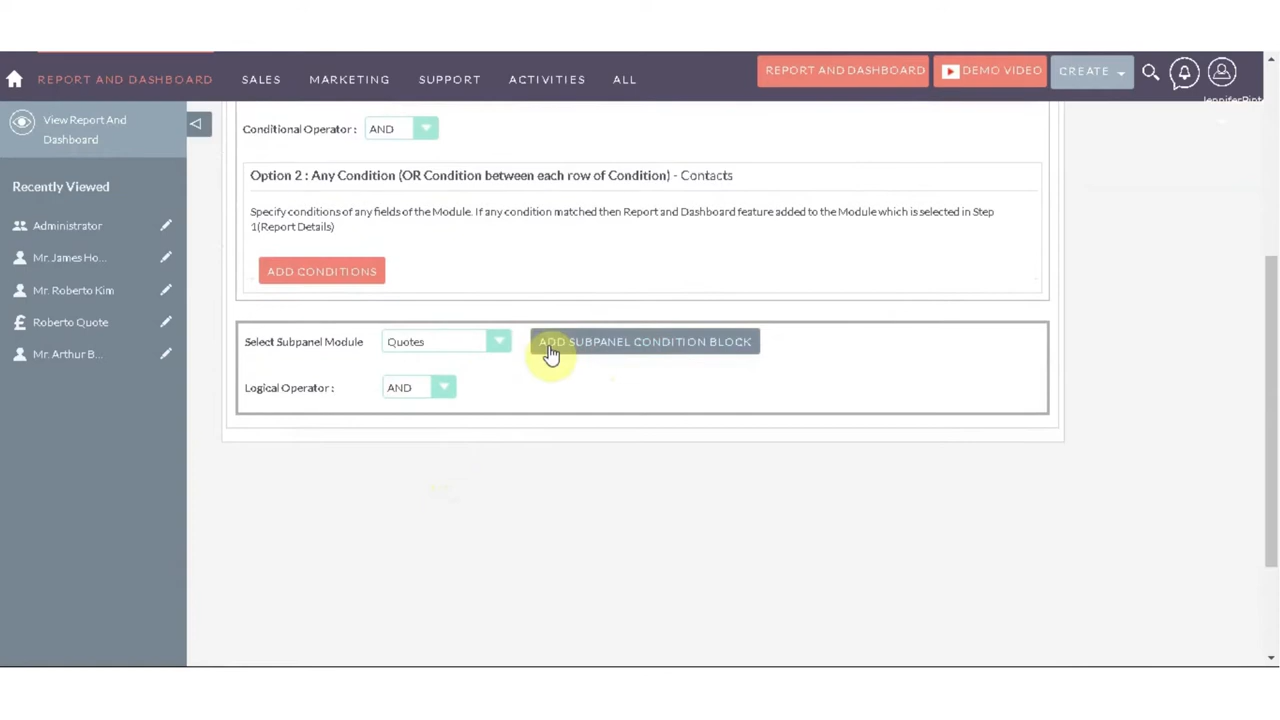 REPORT AND DASHBOARD SALES MARKETING SUPPORT ACTIVITIES ALL REPORT AND DASHBOARD DEMO VIDEO CREATE
JenniferPint
View Report And
Dashboard
Recently Viewed
Administrator
Mr. James Ho...
Mr. Roberto Kim
Roberto Quote
Mr. Arthur B...
Conditional Operator : AND
Option 2 : Any Condition (OR Condition between each row of Condition) - Contacts
Specify conditions of any fields of the Module. If any condition matched then Report and Dashboard feature added to the Module which is selected in Step
1(Report Details)
ADD CONDITIONS
Select Subpanel Module Quotes ADD SUBPANEL CONDITION BLOCK
Logical Operator : AND